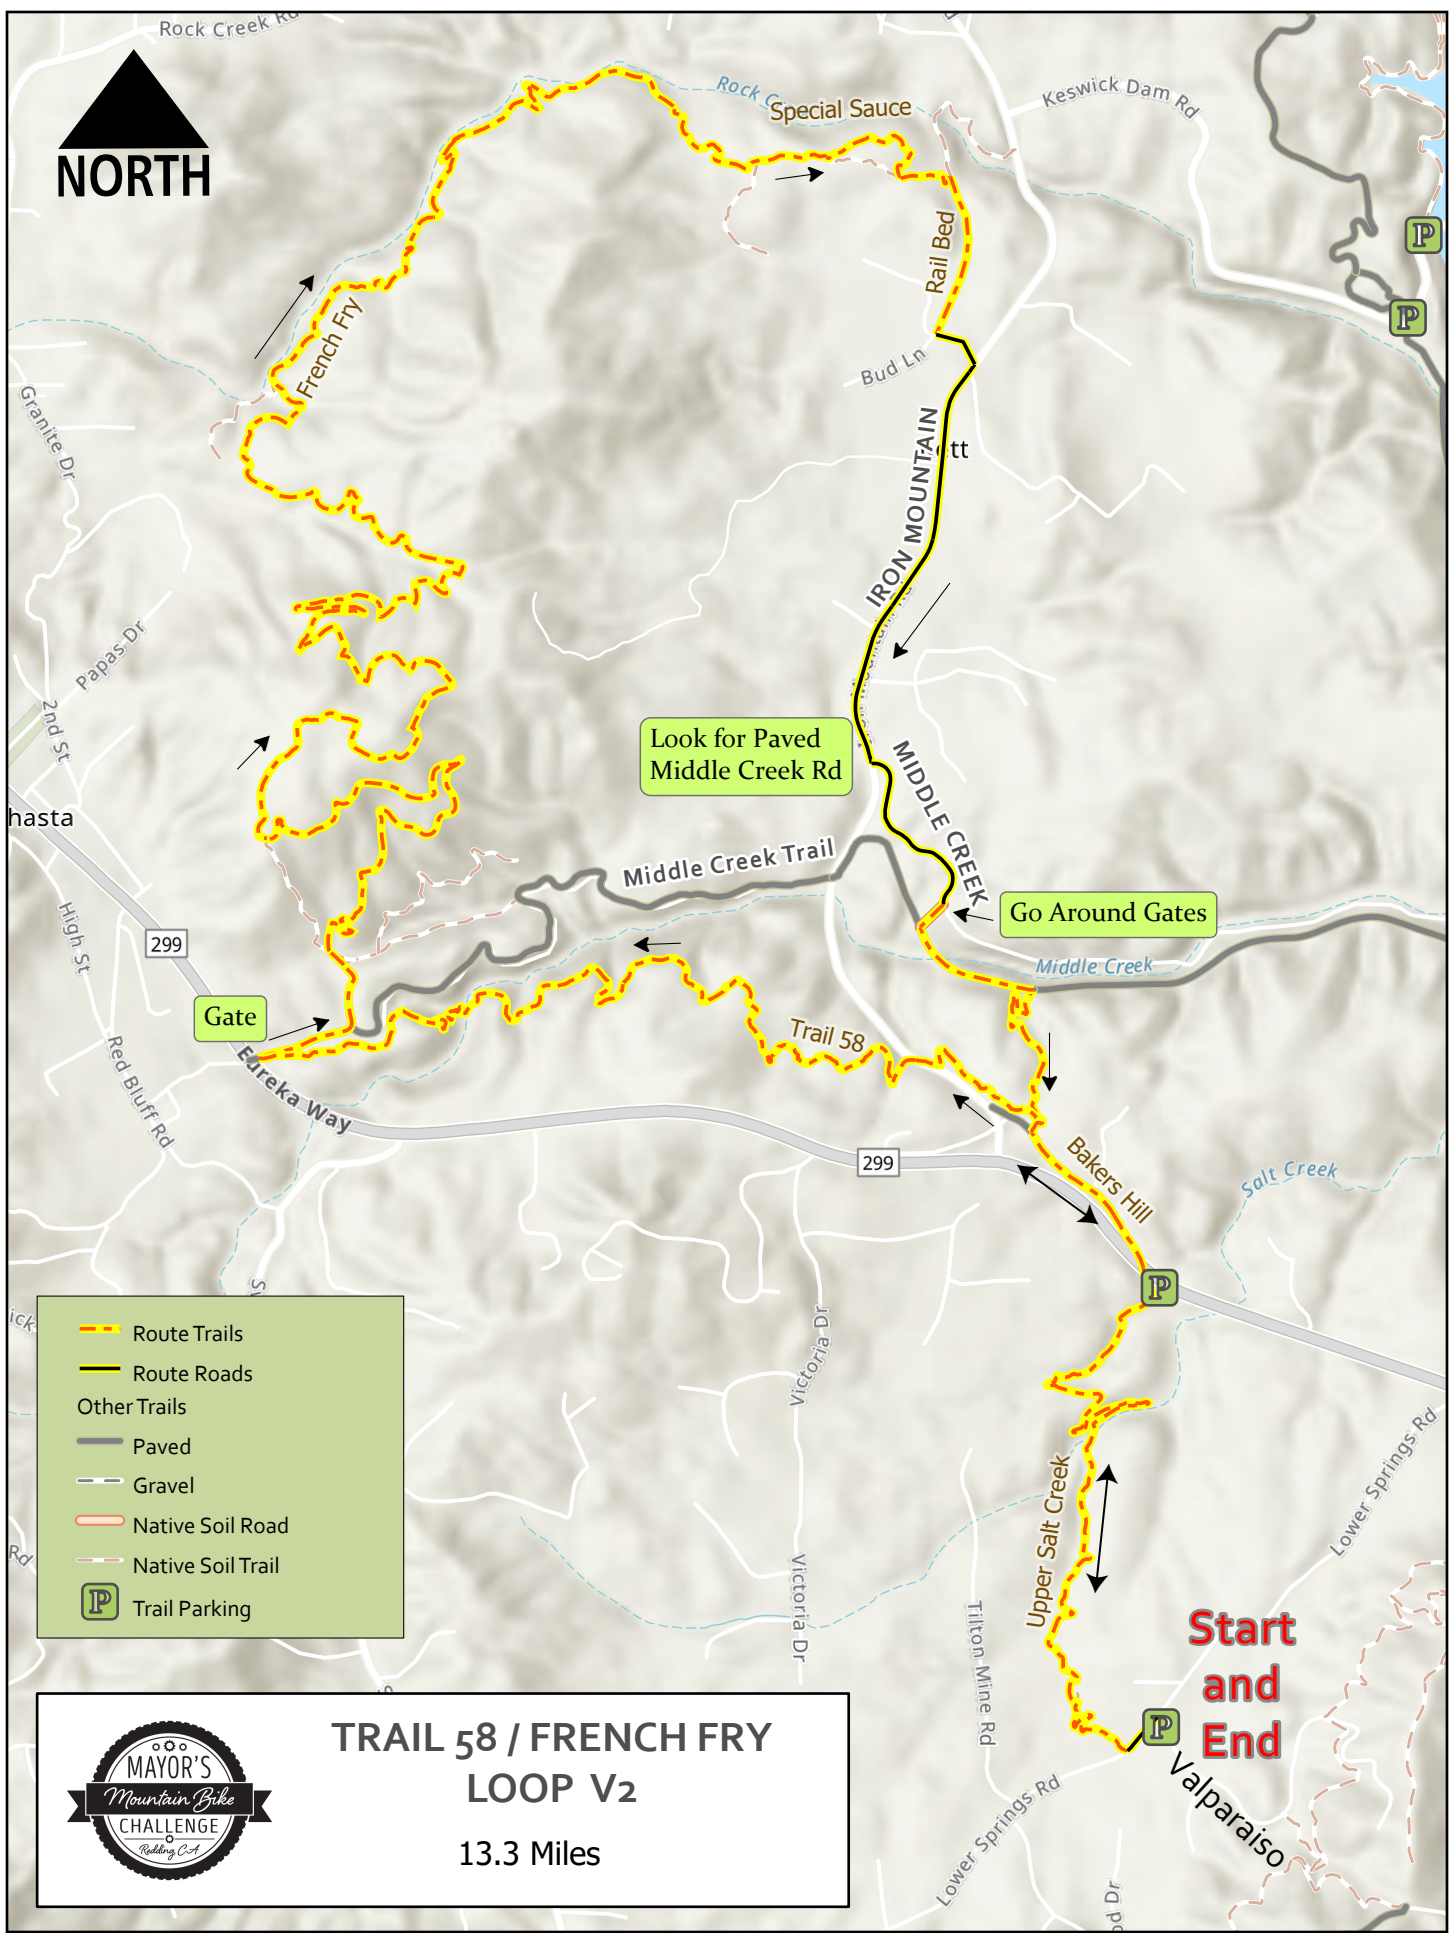 Rock Creek Rd
NORTH
Rock C
Special Sauce
Keswick Dam Rd
P
P
Rail Bed
French Fry
Bud Ln
Granite Dr
IRON MOUNTAIN
tt
Papas Dr
2nd St
Look for Paved
Middle Creek Rd
MIDDLE CREEK
hasta
Middle Creek Trail
Go Around Gates
High St
299
Middle Creek
Gate
Trail 58
Eureka Way
Red Bluff Rd
299
Bakers Hill
Salt Creek
P
Victoria Dr
Lower Springs Rd
Upper Salt Creek
Victoria Dr
Tilton Mine Rd
Rd
Route Trails
Route Roads
Other Trails
Paved
Gravel
Native Soil Road
Native Soil Trail
P
Trail Parking
Start
and
End
P
Valparaiso
Lower Springs Rd
MAYOR'S
Mountain Bike
CHALLENGE
Redding CA
TRAIL 58 / FRENCH FRY
LOOP V2
13.3 Miles